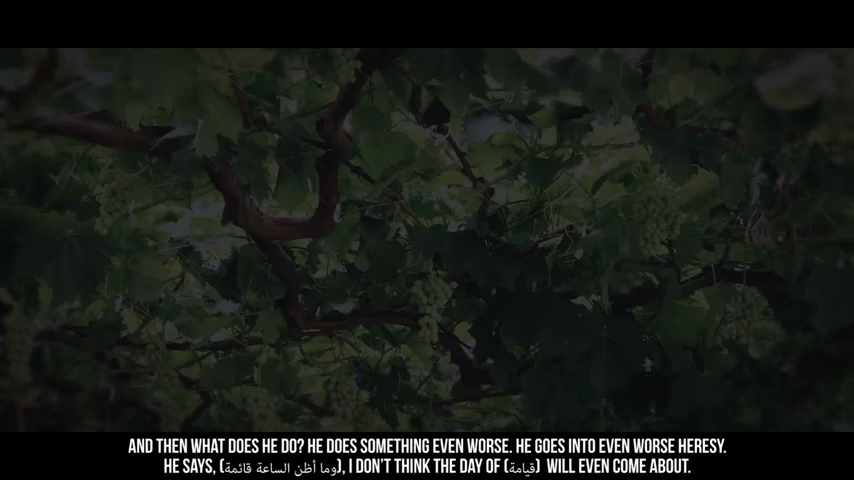 AND THEN WHAT DOES HE DO? HE DOES SOMETHING EVEN WORSE. HE GOES INTO EVEN WORSE HERESY.
HE SAYS, (وما أظن الساعة قائمة), I DON'T THINK THE DAY OF (قيامة) WILL EVEN COME ABOUT.